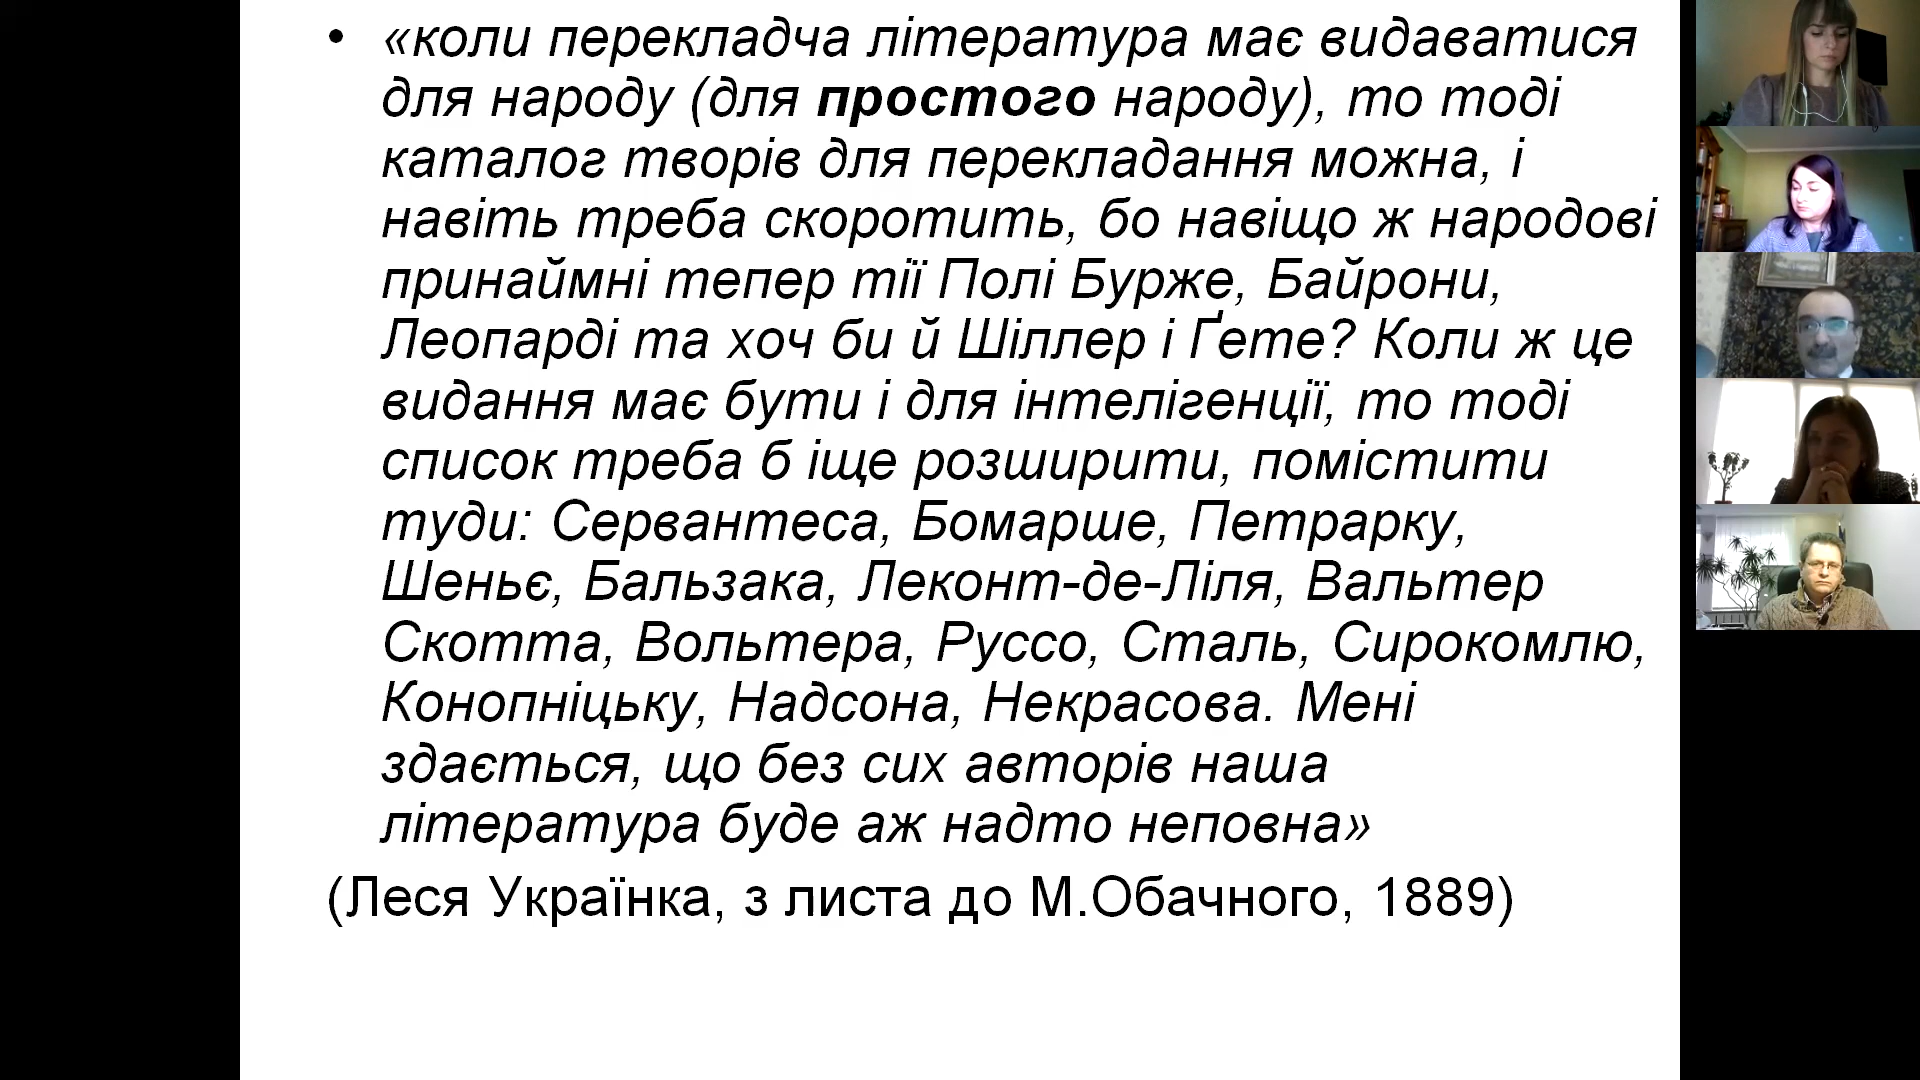 • «коли перекладча література має видаватися
для народу (для простого народу), то тоді
каталог творів для перекладання можна, і
навіть треба скоротить, бо навіщо ж народові
принаймні тепер тії Полі Бурже, Байрони,
Леопарді та хоч би й Шіллер і Ґете? Коли ж це
видання має бути і для інтелігенції, то тоді
список треба б іще розширити, помістити
туди: Сервантеса, Бомарше, Петрарку,
Шеньє, Бальзака, Леконт-де-Ліля, Вальтер
Скотта, Вольтера, Руссо, Сталь, Сирокомлю,
Конопніцьку, Надсона, Некрасова. Мені
здається, що без сих авторів наша
література буде аж надто неповна»
(Леся Українка, з листа до М.Обачного, 1889)